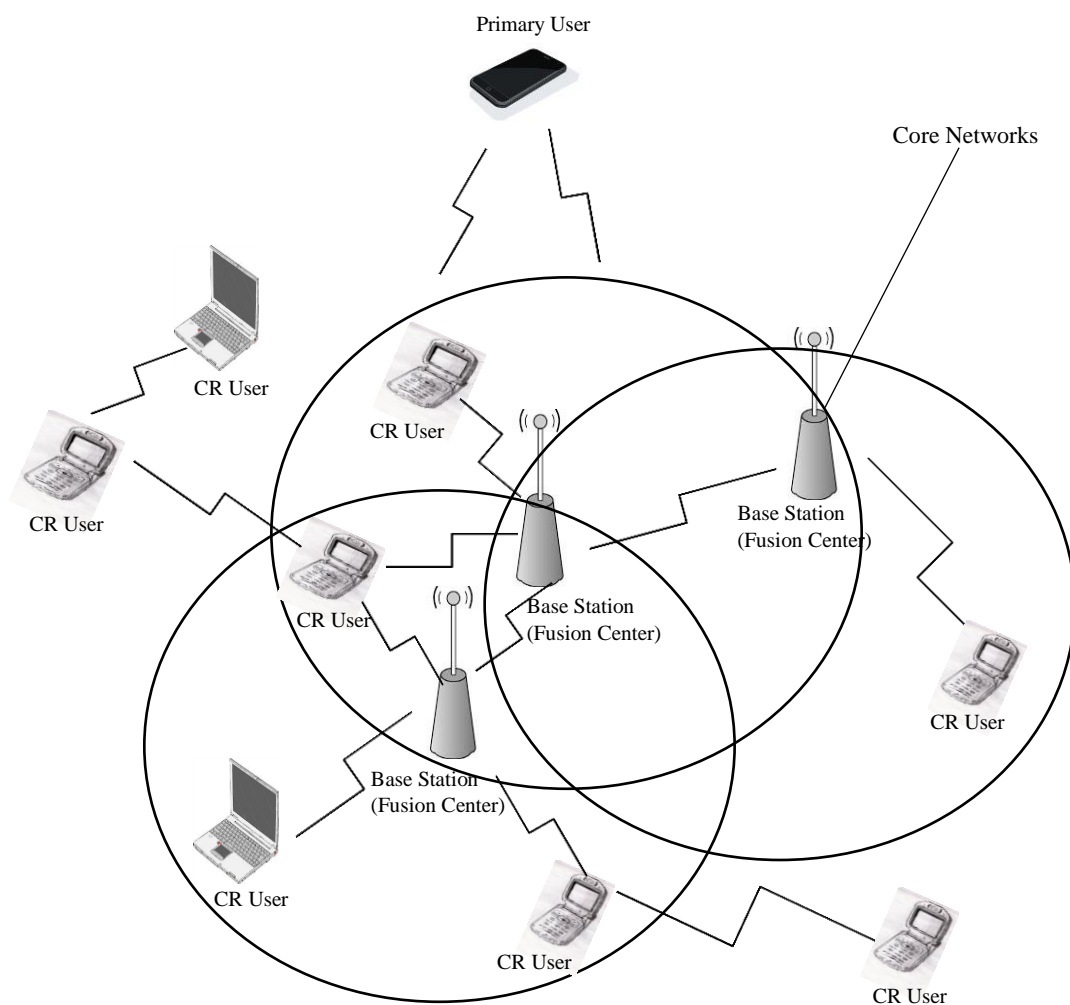 Primary User
Core Networks
CR User
CR User
CR User
Base Station
(Fusion Center)
CR User
Base Station
(Fusion Center)
CR User
Base Station
(Fusion Center)
CR User
CR User
CR User